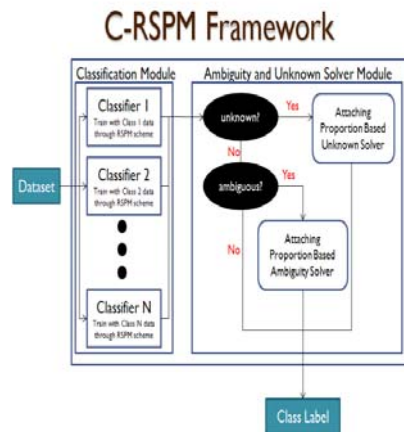 C-RSPM Framework
Classification Module
Ambiguity and Unknown Solver Module
Classifier 1
Train with Class 1 data
through RSPM scheme
unknown?
Yes
Attaching
Proportion Based
Unknown Solver
No
Dataset
Classifier 2
Train with Class 2 data
through RSPM scheme
ambiguous?
Yes
No
Attaching
Proportion Based
Ambiguity Solver
Classifier N
Train with Class N data
through RSPM scheme
Class Label